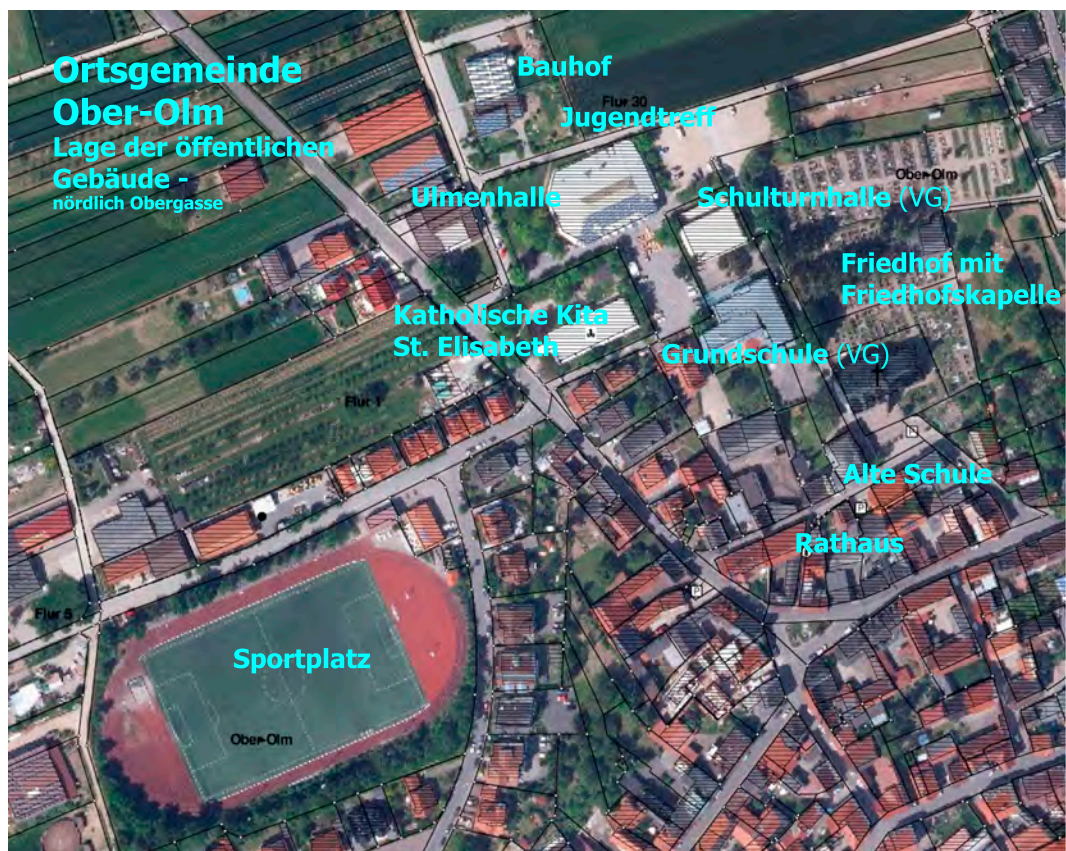 Ortsgemeinde
Ober-Olm
Lage der öffentlichen
Gebäude -
nördlich Obergasse
Bauhof
Flur 30
Jugendtreff
Ulmenhalle
Ober-Olm
Schulturnhalle (VG)
Friedhof mit
Friedhofskapelle
Katholische Kita
St. Elisabeth
Grundschule (VG)
Flur 1
Alte Schule
P
Rathaus
P
Flur 5
Sportplatz
Ober-Olm